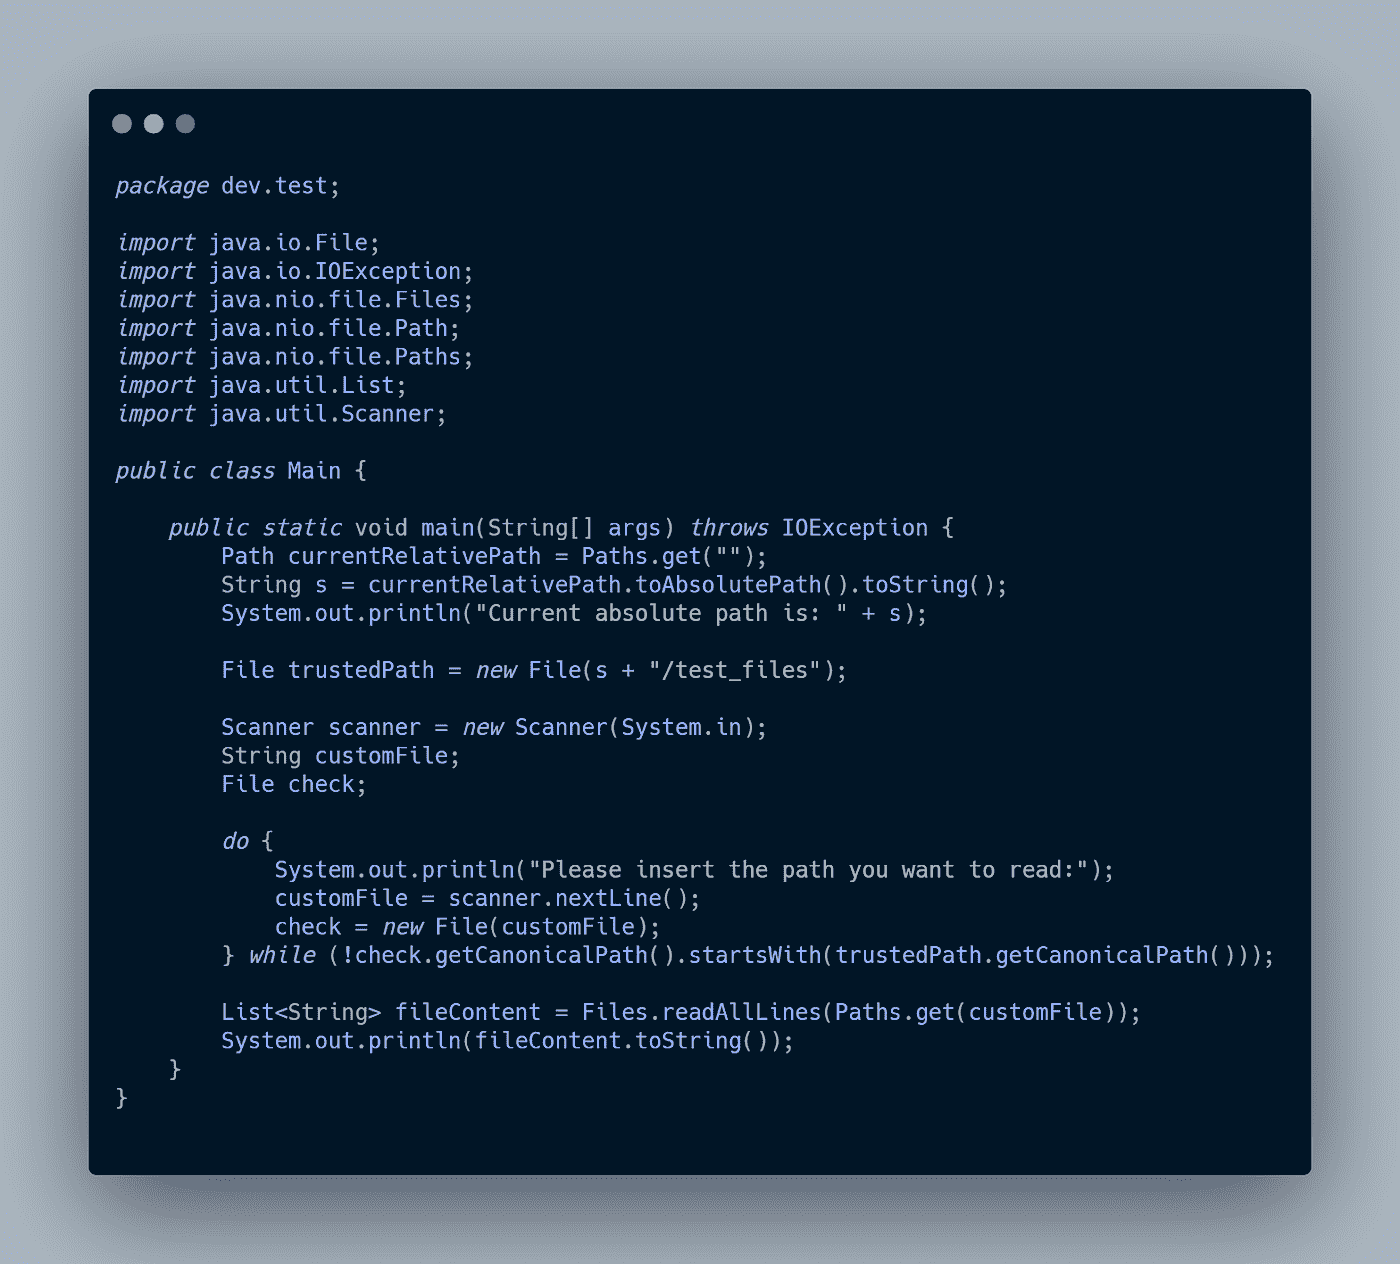 package dev.test;

import java.io.File;
import java.io.IOException;
import java.nio.file.Files;
import java.nio.file.Path;
import java.nio.file.Paths;
import java.util.List;
import java.util.Scanner;

public class Main {

    public static void main(String[] args) throws IOException {
        Path currentRelativePath = Paths.get("");
        String s = currentRelativePath.toAbsolutePath().toString();
        System.out.println("Current absolute path is: " + s);

        File trustedPath = new File(s + "/test_files");

        Scanner scanner = new Scanner(System.in);
        String customFile;
        File check;

        do {
            System.out.println("Please insert the path you want to read:");
            customFile = scanner.nextLine();
            check = new File(customFile);
        } while (!check.getCanonicalPath().startsWith(trustedPath.getCanonicalPath()));

        List<String> fileContent = Files.readAllLines(Paths.get(customFile));
        System.out.println(fileContent.toString());
    }
}